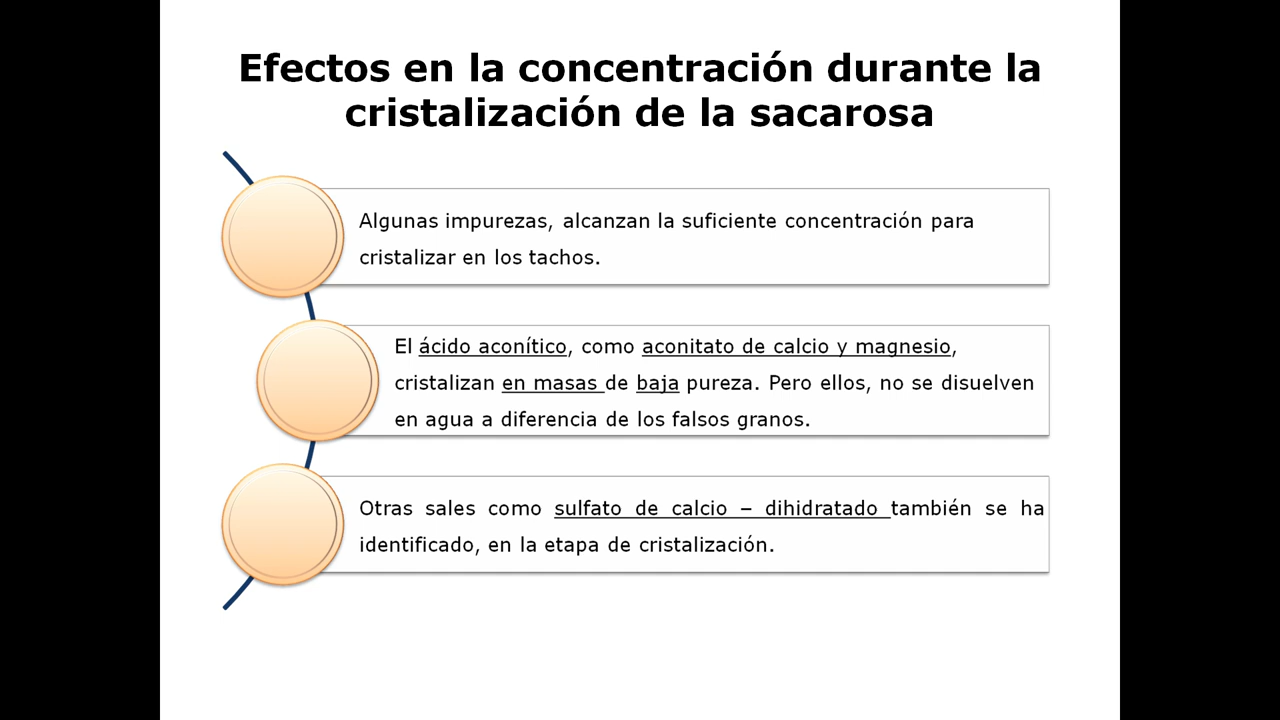 Efectos en la concentración durante la
cristalización de la sacarosa
Algunas impurezas, alcanzan la suficiente concentración para
cristalizar en los tachos.
El ácido aconítico, como aconitato de calcio y magnesio,
cristalizan en masas de baja pureza. Pero ellos, no se disuelven
en agua a diferencia de los falsos granos.
Otras sales como sulfato de calcio – dihidratado también se ha
identificado, en la etapa de cristalización.